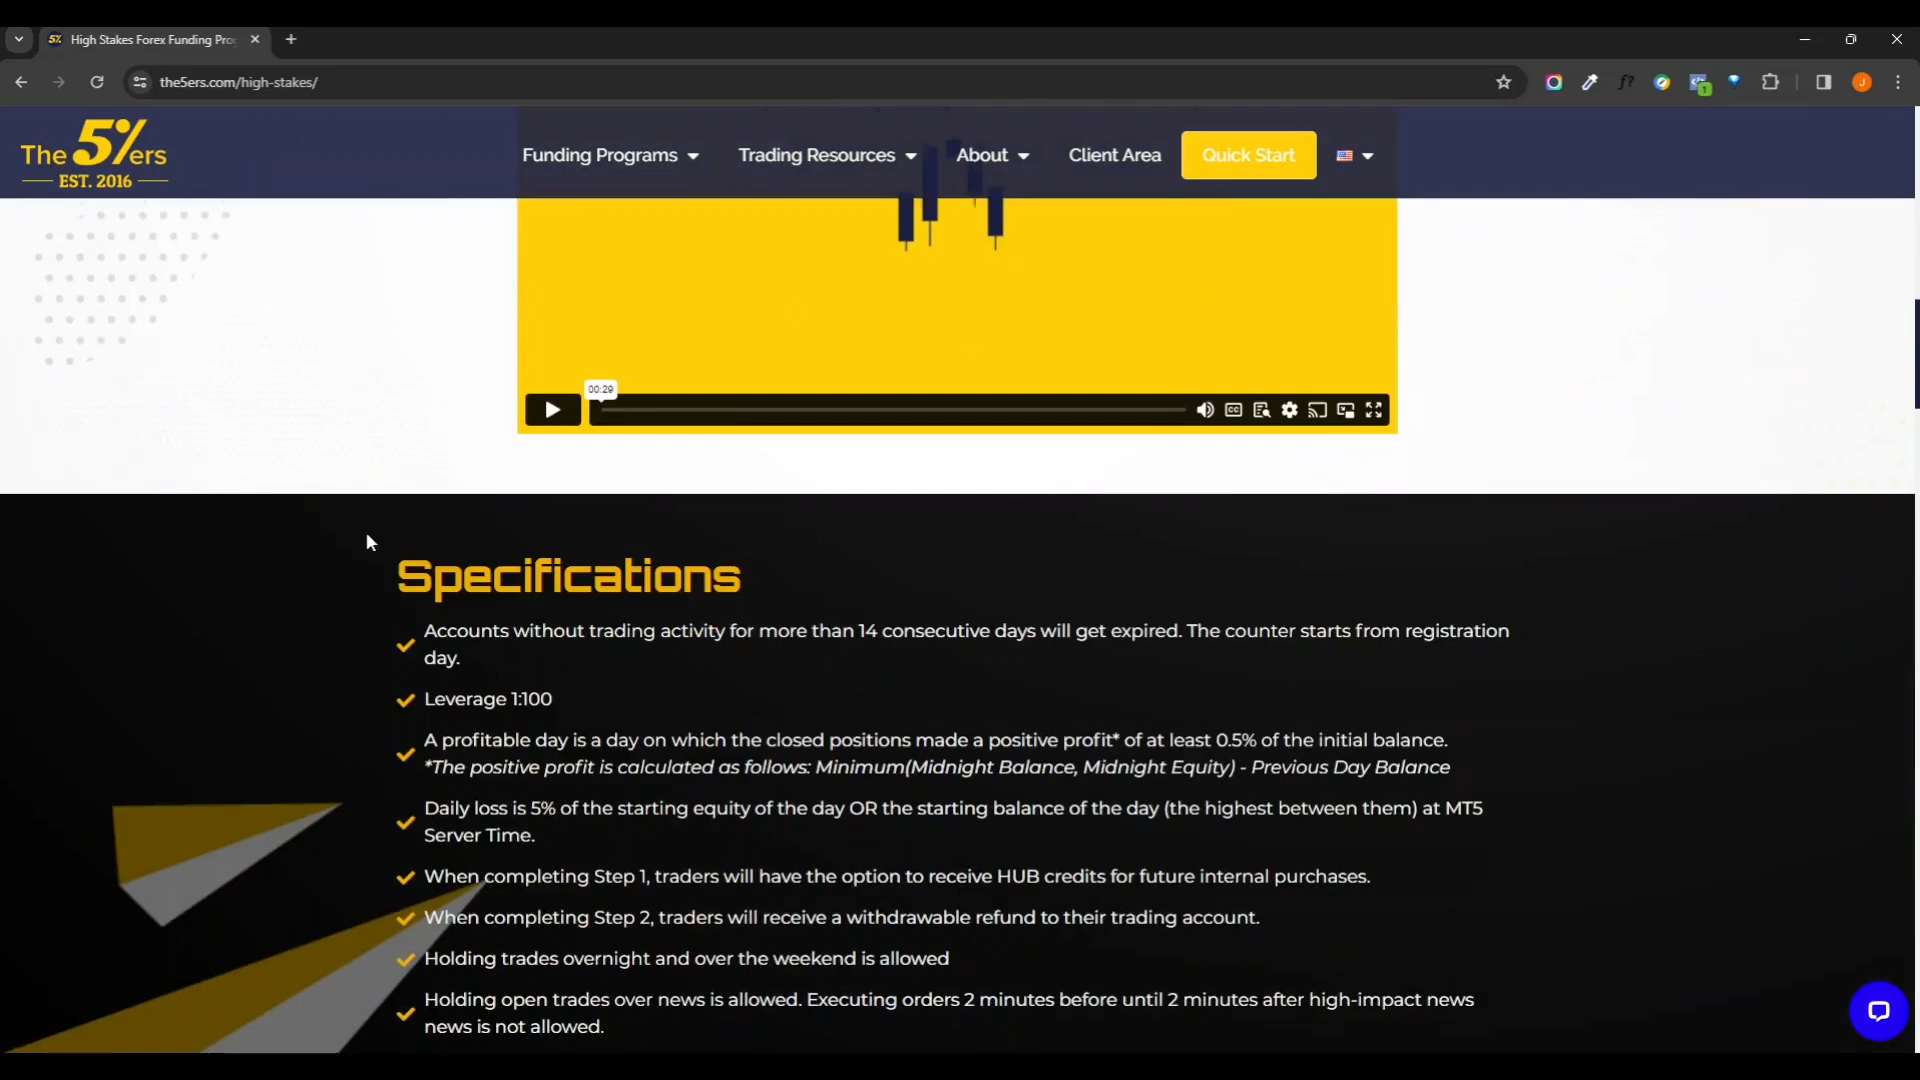 High Stakes Forex Funding Pro
the5ers.com/high-stakes/
The 5%ers
EST. 2016
Funding Programs
Trading Resources
About
Client Area
Quick Start
f?
1
J
00:29
CC
Specifications
Accounts without trading activity for more than 14 consecutive days will get expired. The counter starts from registration
day.
Leverage 1:100
A profitable day is a day on which the closed positions made a positive profit* of at least 0.5% of the initial balance.
*The positive profit is calculated as follows: Minimum(Midnight Balance, Midnight Equity) - Previous Day Balance
Daily loss is 5% of the starting equity of the day OR the starting balance of the day (the highest between them) at MT5
Server Time.
When completing Step 1, traders will have the option to receive HUB credits for future internal purchases.
When completing Step 2, traders will receive a withdrawable refund to their trading account.
Holding trades overnight and over the weekend is allowed
Holding open trades over news is allowed. Executing orders 2 minutes before until 2 minutes after high-impact news
news is not allowed.